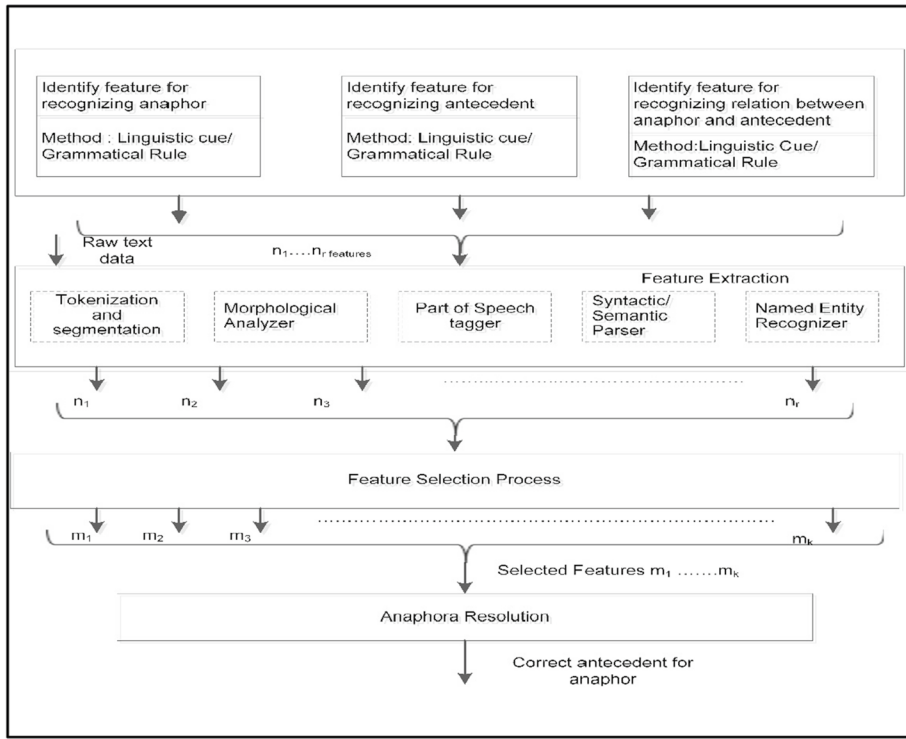 Identify feature for
recognizing anaphor
Method : Linguistic cue/
Grammatical Rule
Identify feature for
recognizing antecedent
Method: Linguistic cue/
Grammatical Rule
Identify feature for
recognizing relation between
anaphor and antecedent
Method:Linguistic Cue/
Grammatical Rule
Raw text
data
n₁....nᵣ features
Feature Extraction
Tokenization
and
segmentation
Morphological
Analyzer
Part of Speech
tagger
Syntactic/
Semantic
Parser
Named Entity
Recognizer
n₁ n₂ n₃ nᵣ
Feature Selection Process
m₁ m₂ m₃ mₖ
Selected Features m₁ .......mₖ
Anaphora Resolution
Correct antecedent for
anaphor